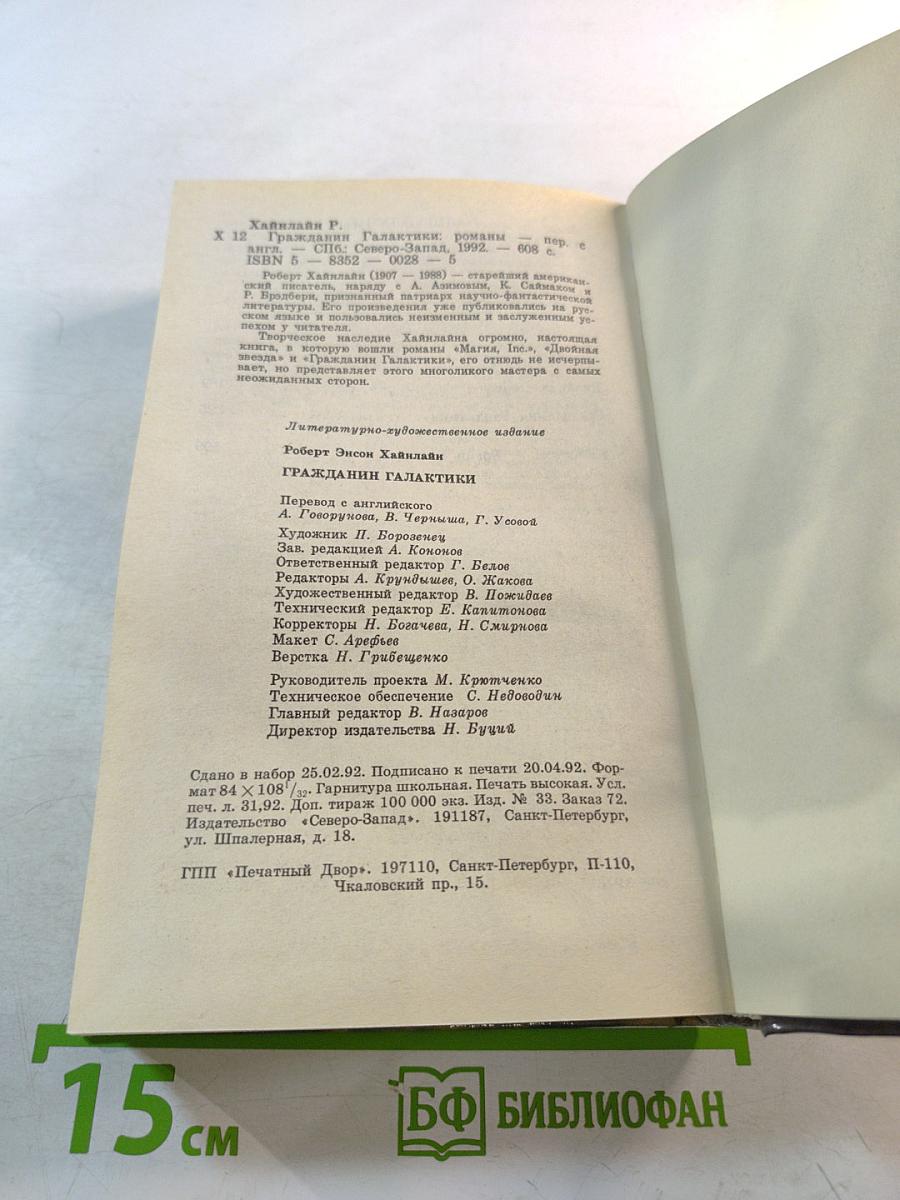 Хайнлайн Р.
Х 12 Гражданин Галактики: романы — пер. с
англ. — СПб.: Северо-Запад, 1992. — 608 с.
ISBN 5 — 8352 — 0028 — 5
Роберт Хайнлайн (1907 — 1988) — старейший американ-
ский писатель, наряду с А. Азимовым, К. Саймаком и
Р. Брэдбери, признанный патриарх научно-фантастической
литературы. Его произведения уже публиковались на рус-
ском языке и пользовались неизменным и заслуженным ус-
пехом у читателя.
Творческое наследие Хайнлайна огромно, настоящая
книга, в которую вошли романы «Магия, Inc.», «Двойная
звезда» и «Гражданин Галактики», его отнюдь не исчерпы-
вает, но представляет этого многоликого мастера с самых
неожиданных сторон.
Литературно-художественное издание
Роберт Энсон Хайнлайн
ГРАЖДАНИН ГАЛАКТИКИ
Перевод с английского
А. Говорунова, В. Черныша, Г. Усовой
Художник П. Борозенец
Зав. редакцией А. Кононов
Ответственный редактор Г. Белов
Редакторы А. Крундышев, О. Жакова
Художественный редактор В. Пожидаев
Технический редактор Е. Капитонова
Корректоры Н. Богачева, Н. Смирнова
Макет С. Арефьев
Верстка Н. Грибещенко
Руководитель проекта М. Крютченко
Техническое обеспечение С. Недоводин
Главный редактор В. Назаров
Директор издательства Н. Буций
Сдано в набор 25.02.92. Подписано к печати 20.04.92. Фор-
мат 84 × 108 1/32. Гарнитура школьная. Печать высокая. Усл.
печ. л. 31,92. Доп. тираж 100 000 экз. Изд. № 33. Заказ 72.
Издательство «Северо-Запад». 191187, Санкт-Петербург,
ул. Шпалерная, д. 18.
ГПП «Печатный Двор». 197110, Санкт-Петербург, П-110,
Чкаловский пр., 15.
15 см
БФ БИБЛИОФАН